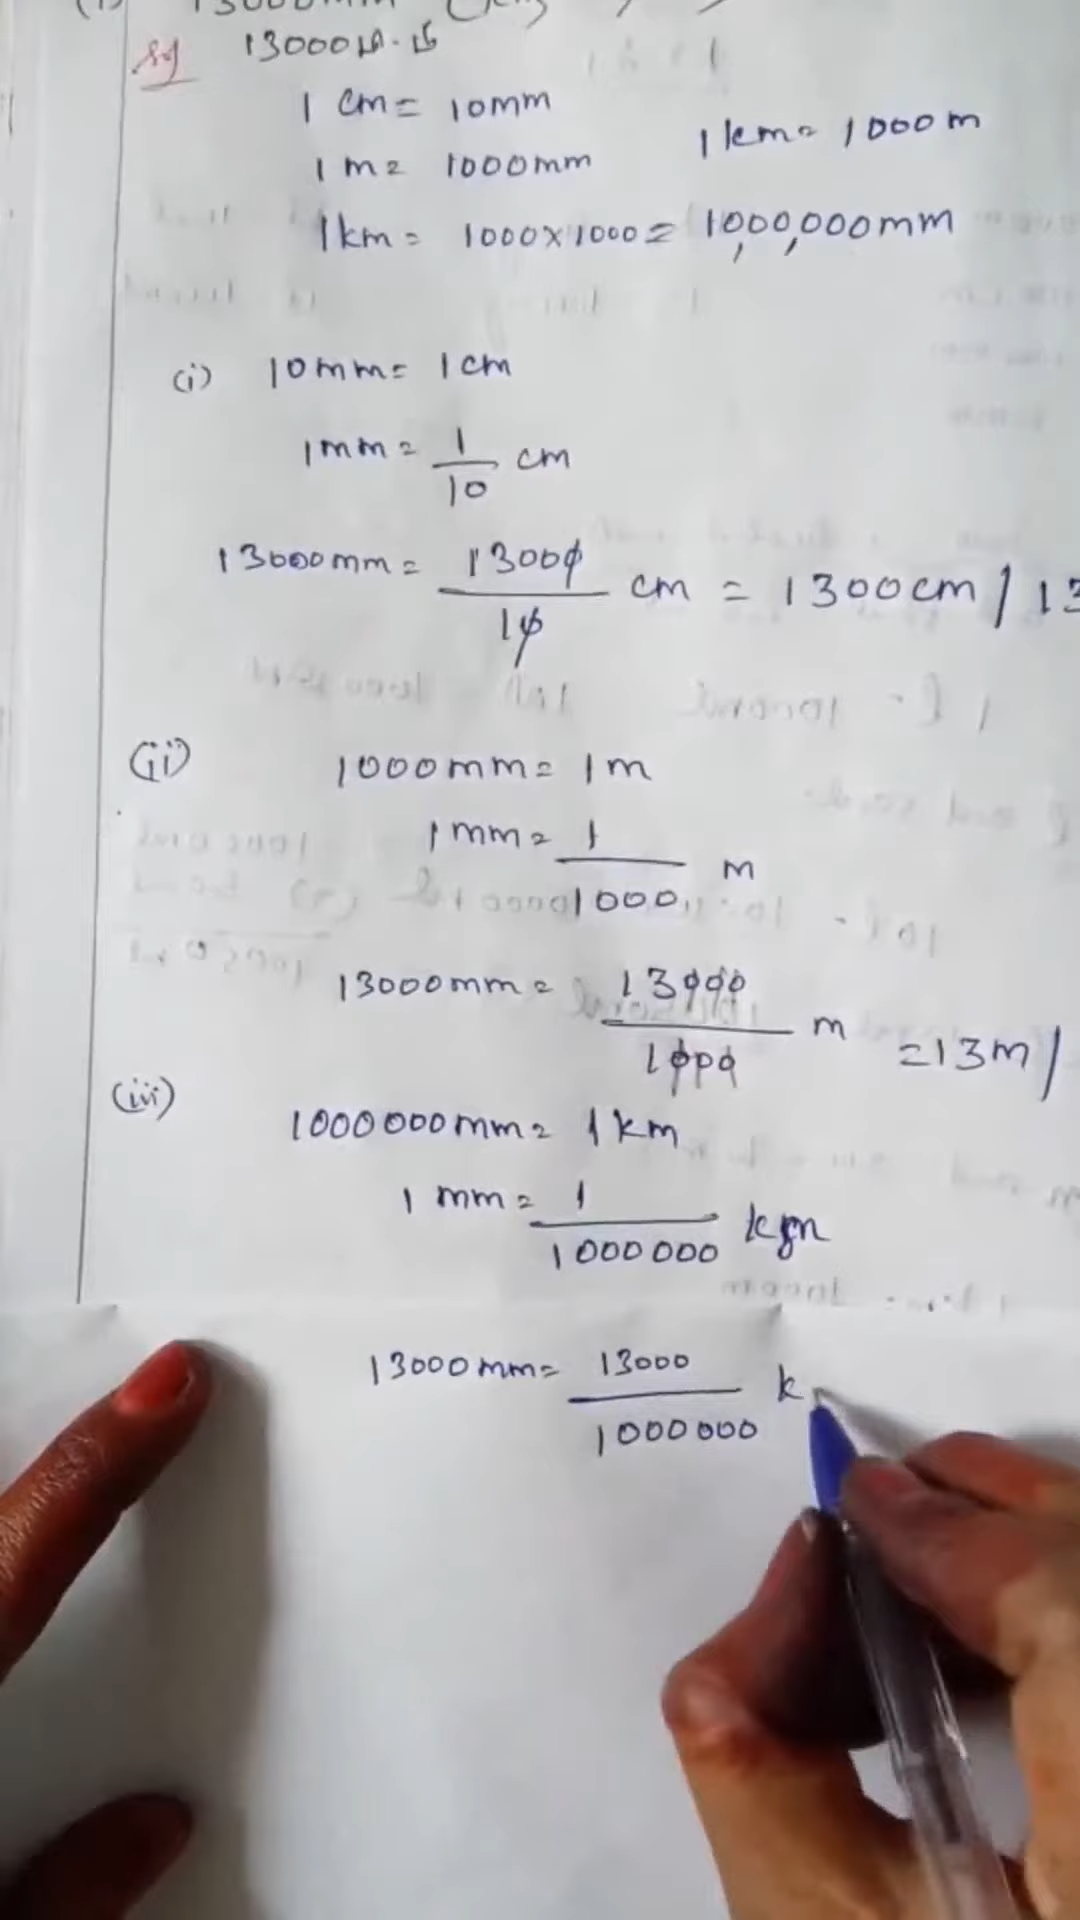 13000மி.மீ
1 cm = 10mm
1 m = 1000mm
1km = 1000m
1km = 1000×1000 = 1,000,000mm
(i) 10mm = 1cm
1mm = 1/10 cm
13000mm = 13000/10 cm = 1300cm / 13
(ii) 1000mm = 1m
1mm = 1/1000 m
13000mm = 13000/1000 m = 13m/
(iii) 1000000mm = 1km
1 mm = 1/1000000 km
13000mm = 13000/1000000 k